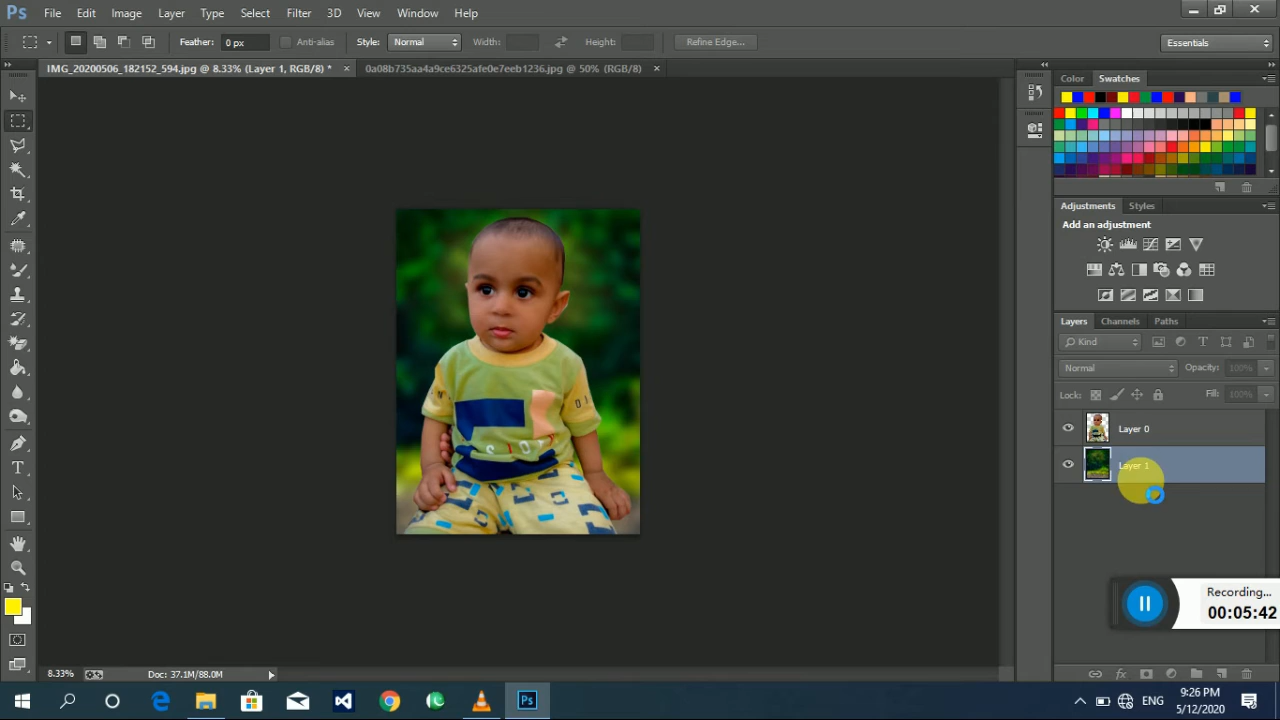 Ps File Edit Image Layer Type Select Filter 3D View Window Help
Feather: 0 px Anti-alias Style: Normal Width: Height: Refine Edge... Essentials
IMG_20200506_182152_594.jpg @ 8.33% (Layer 1, RGB/8) * × 0a08b735aa4a9ce6325afe0e7eeb1236.jpg @ 50% (RGB/8) ×
Color Swatches
Adjustments Styles
Add an adjustment
Layers Channels Paths
Kind
Normal Opacity: 100%
Lock: Fill: 100%
Layer 0
Layer 1
Recording...
00:05:42
8.33% Doc: 37.1M/88.0M
Ps ENG 9:26 PM
5/12/2020